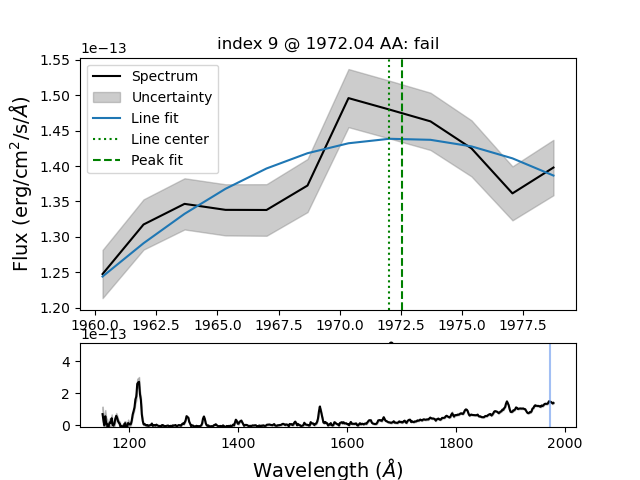 index 9 @ 1972.04 AA: fail
1e−13
1.55
1.50
1.45
1.40
1.35
1.30
1.25
1.20
Flux (erg/cm²/s/Å)
Spectrum
Uncertainty
Line fit
Line center
Peak fit
1960.0 1962.5 1965.0 1967.5 1970.0 1972.5 1975.0 1977.5
1e−13
4
2
0
1200 1400 1600 1800 2000
Wavelength (Å)